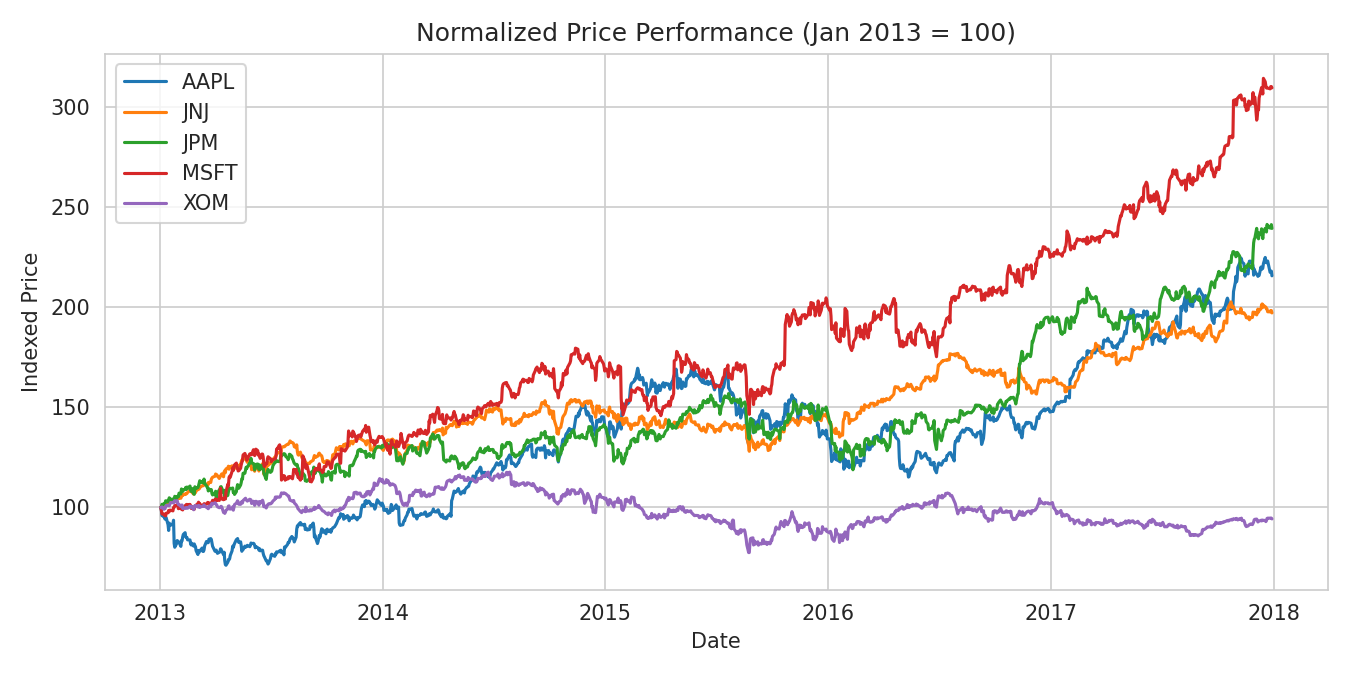 Normalized Price Performance (Jan 2013 = 100)
AAPL
JNJ
JPM
MSFT
XOM
300
250
200
150
100
Indexed Price
2013 2014 2015 2016 2017 2018
Date